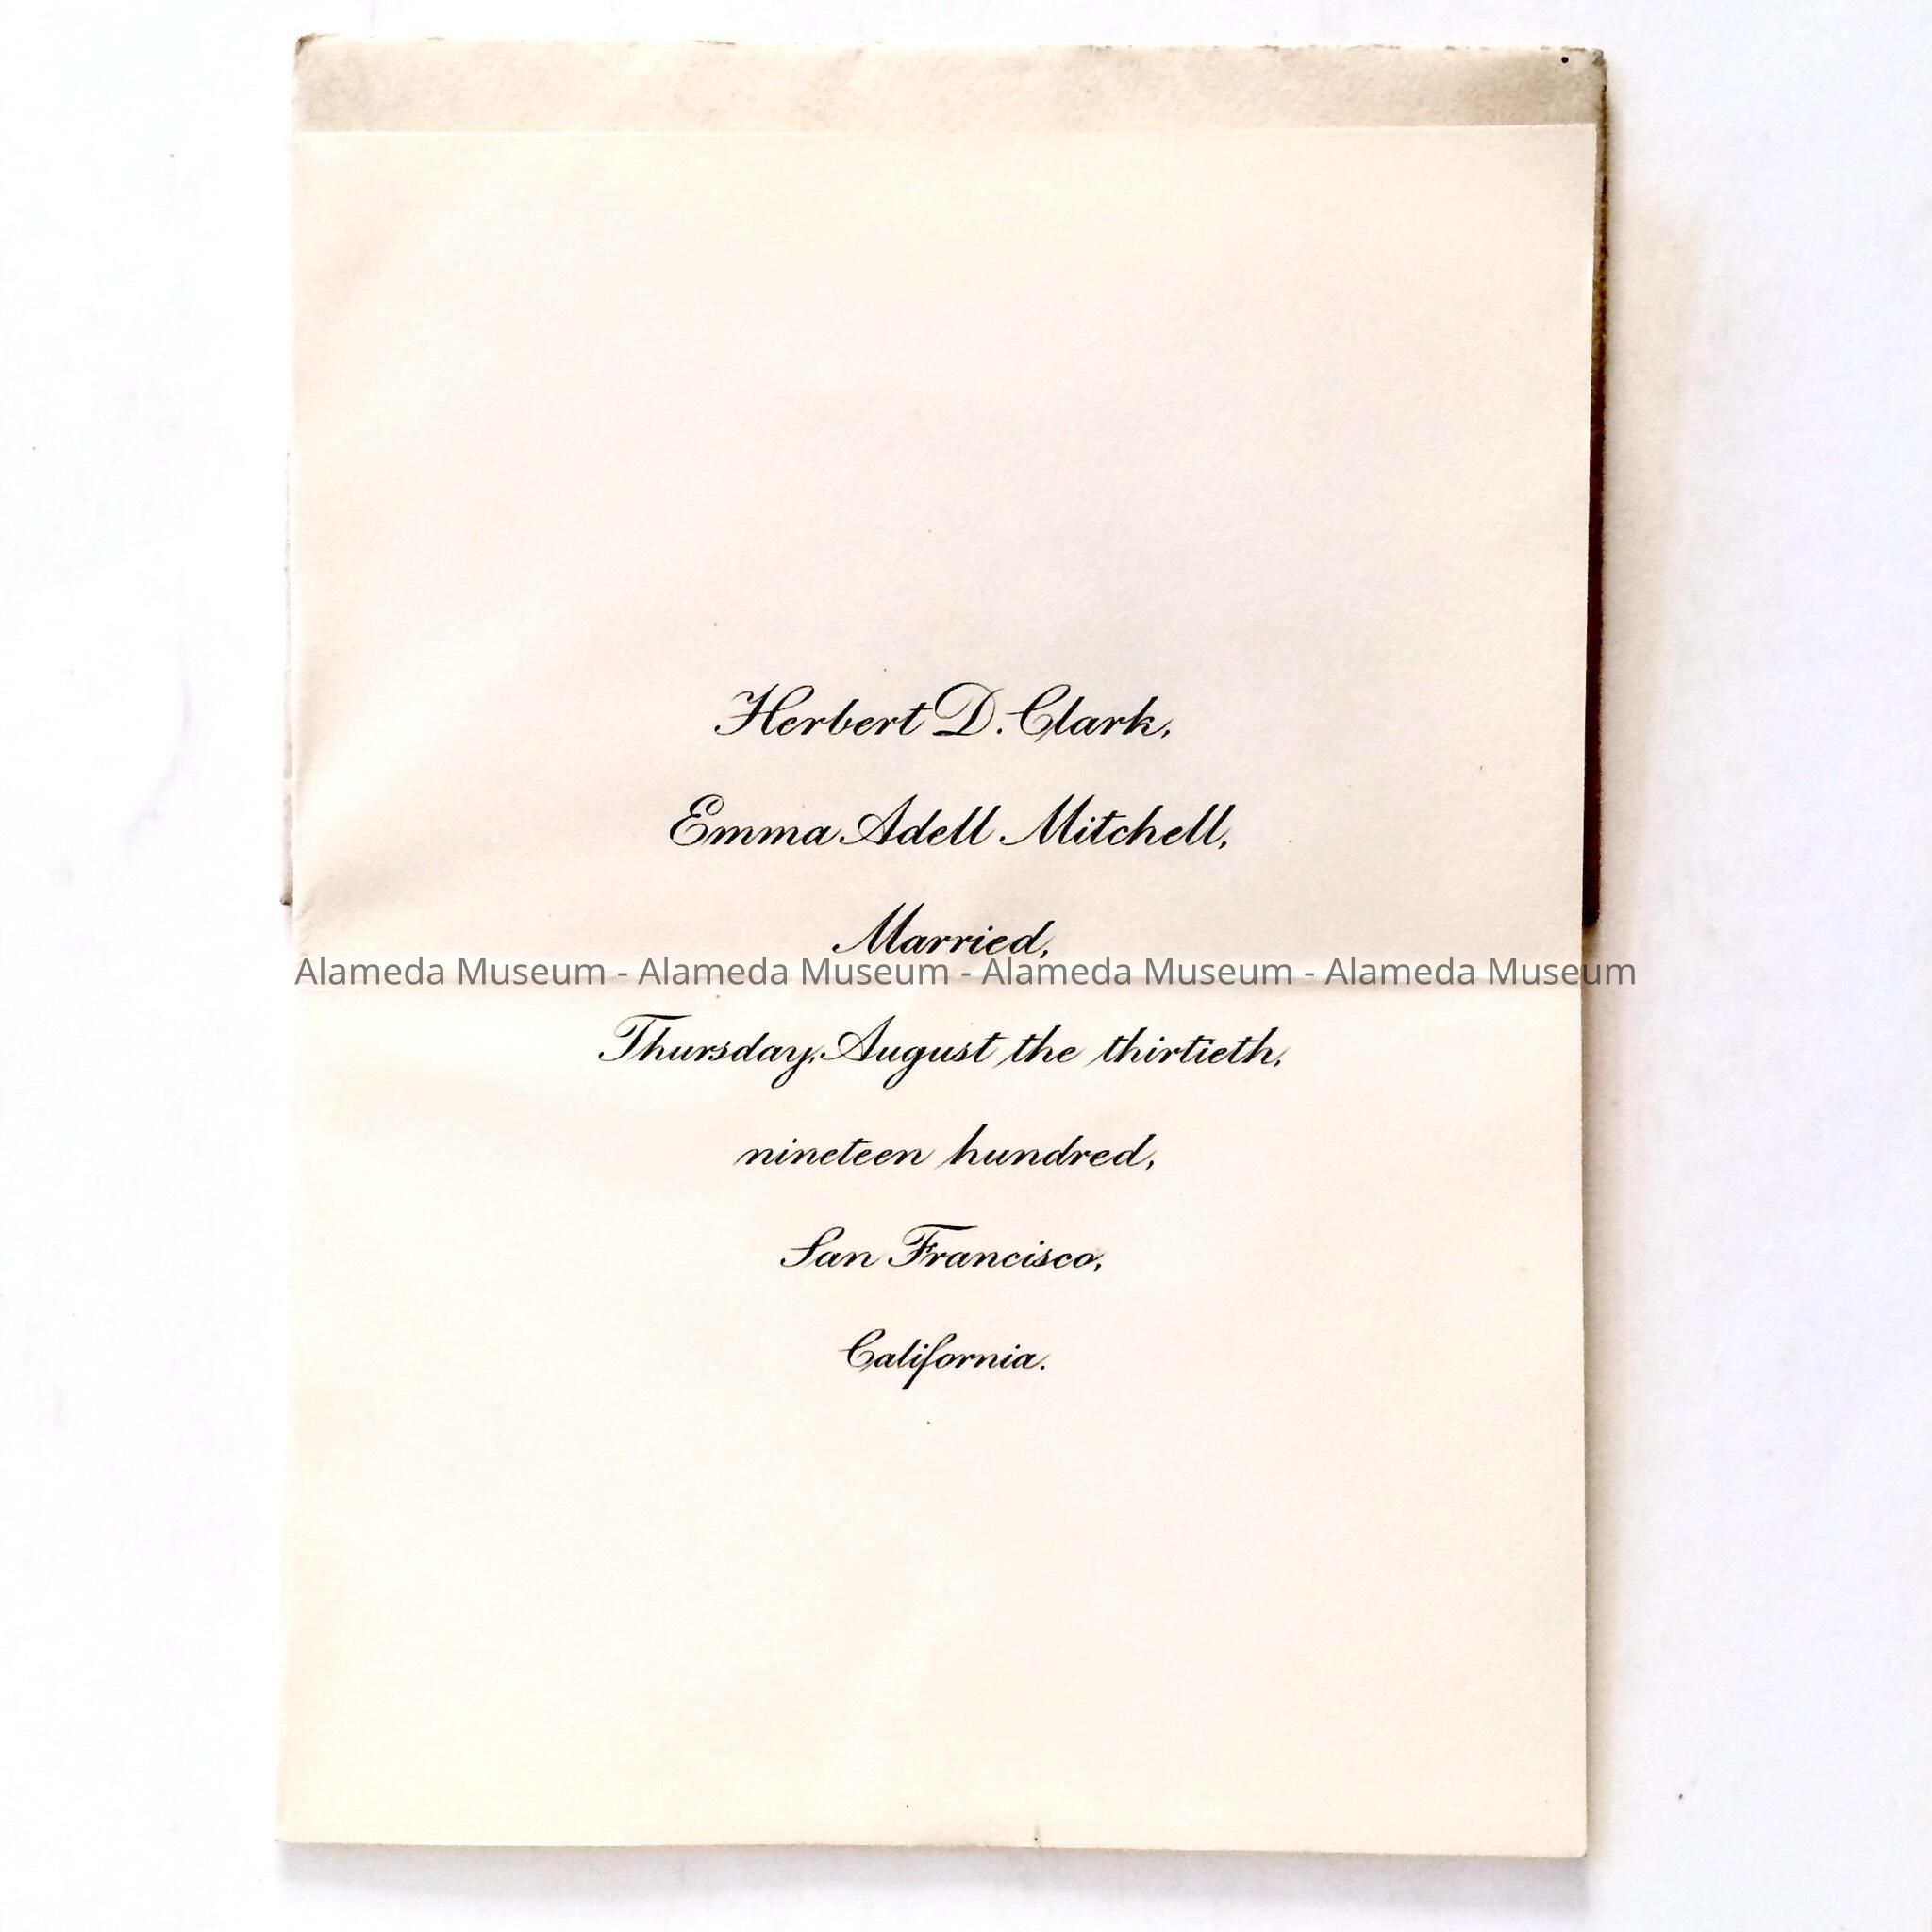 Herbert D. Clark,
Emma Adell Mitchell,
Married,
Alameda Museum - Alameda Museum - Alameda Museum - Alameda Museum
Thursday, August the thirtieth,
nineteen hundred,
San Francisco,
California.